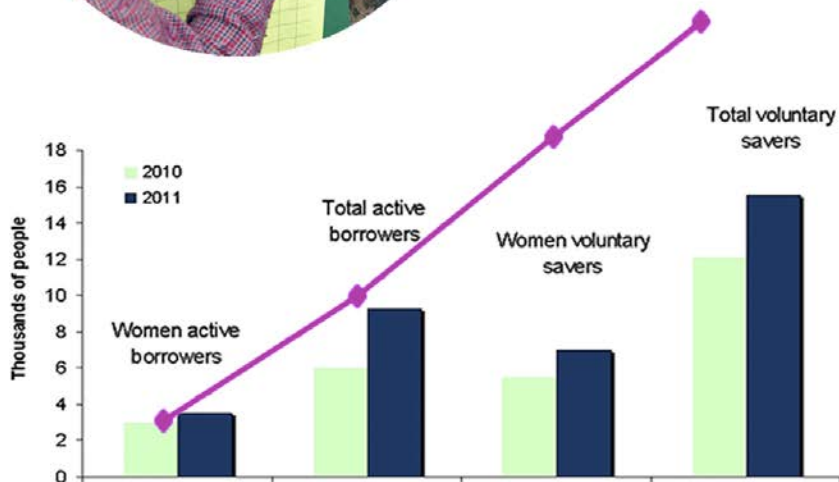 Total voluntary
savers
18
2010
16
2011
14
Total active
borrowers
Women voluntary
savers
12
10
Women active
borrowers
8
6
4
2
0
Thousands of people